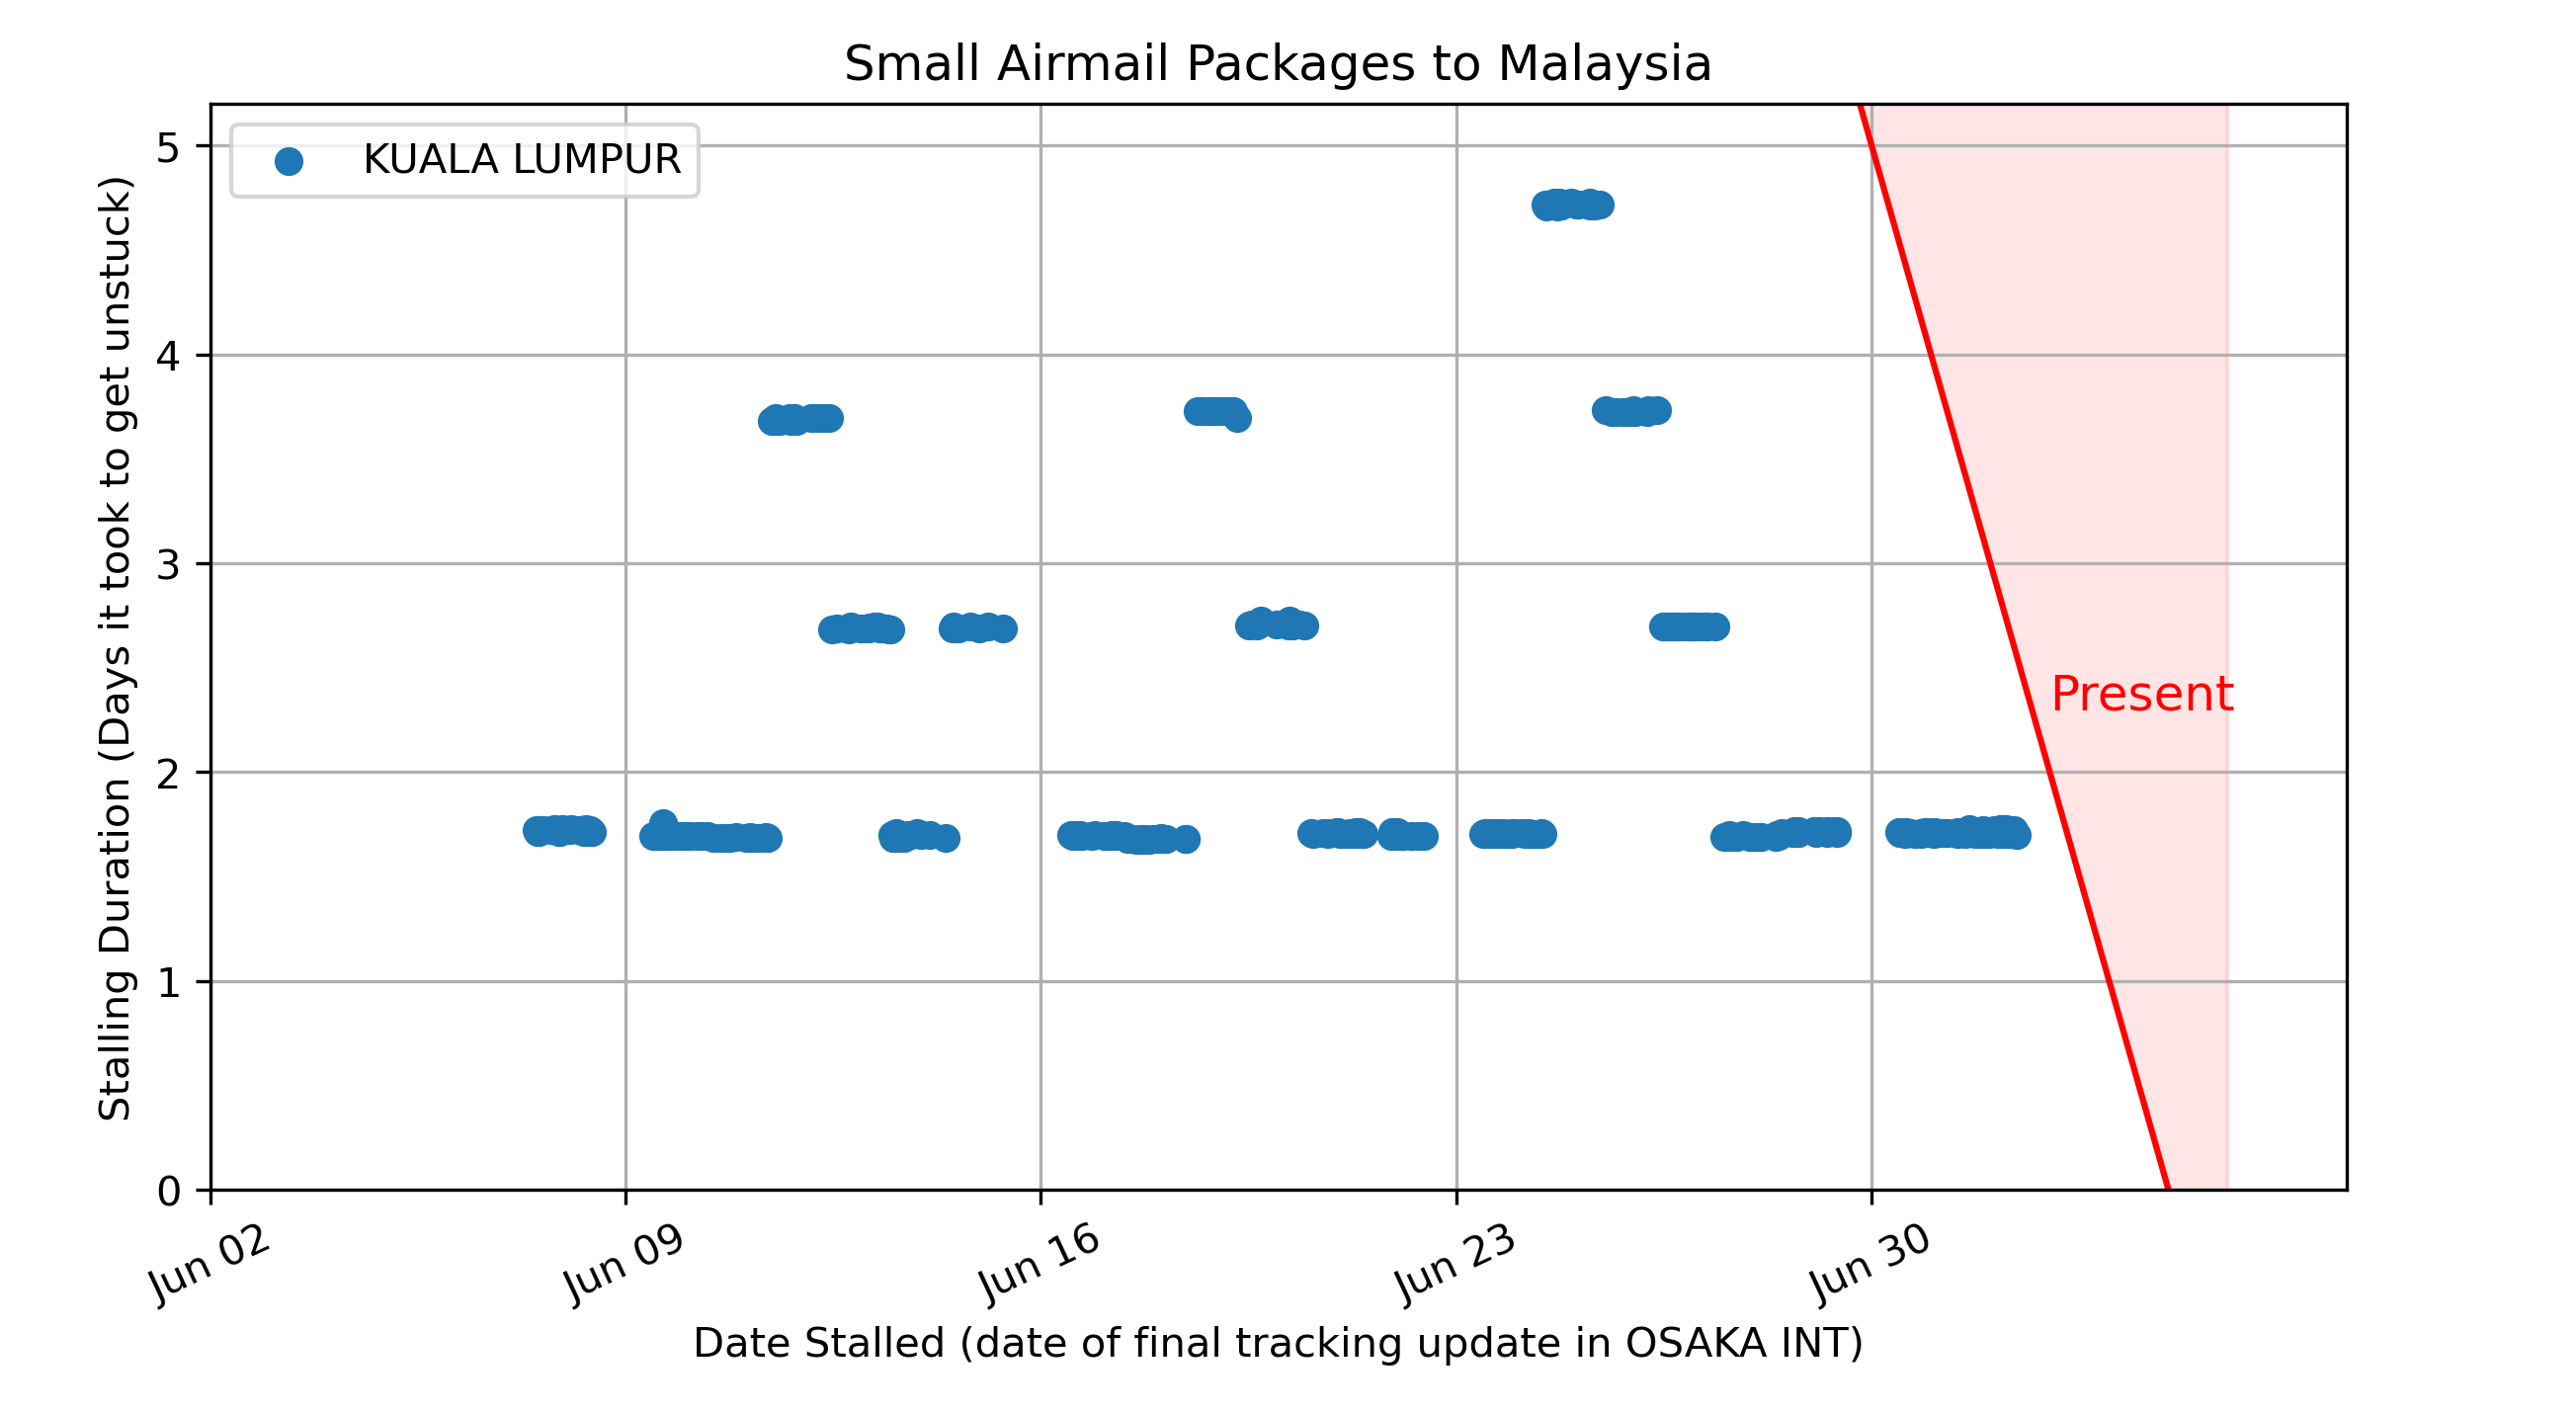 Small Airmail Packages to Malaysia
KUALA LUMPUR
Stalling Duration (Days it took to get unstuck)
5
4
3
2
1
0
Present
Jun 02
Jun 09
Jun 16
Jun 23
Jun 30
Date Stalled (date of final tracking update in OSAKA INT)